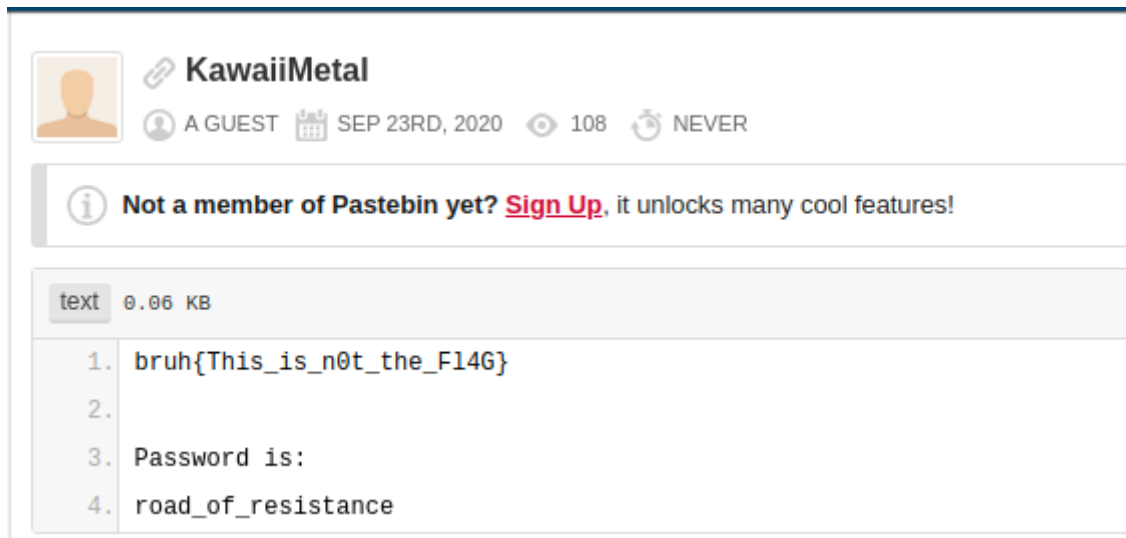 KawaiiMetal
A GUEST SEP 23RD, 2020 108 NEVER
Not a member of Pastebin yet? Sign Up, it unlocks many cool features!
text 0.06 KB
1. bruh{This_is_n0t_the_Fl4G}
2.
3. Password is:
4. road_of_resistance